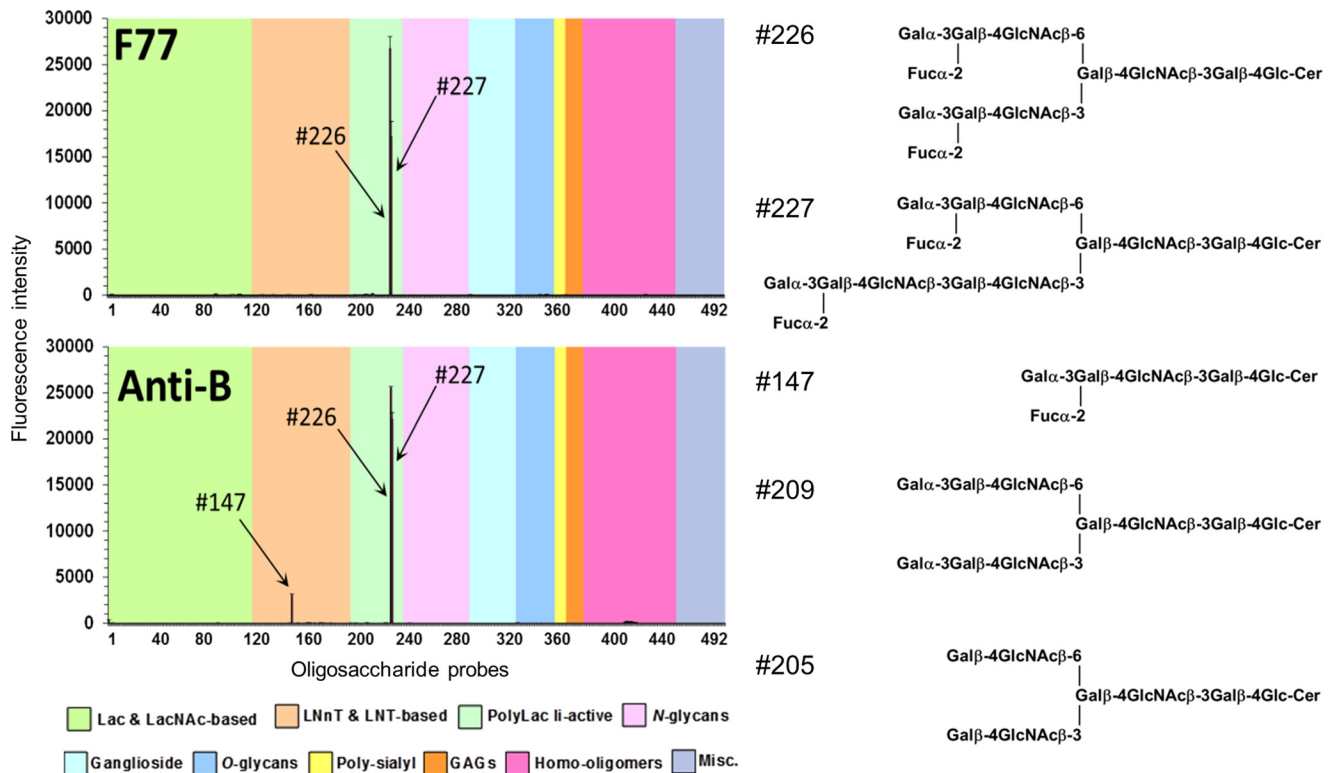 F77
30000
25000
20000
15000
10000
5000
0
#226
#227
1 40 80 120 160 200 240 280 320 360 400 440 492
Fluorescence intensity
Anti-B
30000
25000
20000
15000
10000
5000
0
#147
#226
#227
1 40 80 120 160 200 240 280 320 360 400 440 492
Oligosaccharide probes
Lac & LacNAc-based LNnT & LNT-based PolyLac Ii-active N-glycans
Ganglioside O-glycans Poly-sialyl GAGs Homo-oligomers Misc.
#226
Galα-3Galβ-4GlcNAcβ-6
Fucα-2
Galβ-4GlcNAcβ-3Galβ-4Glc-Cer
Galα-3Galβ-4GlcNAcβ-3
Fucα-2
#227
Galα-3Galβ-4GlcNAcβ-6
Fucα-2
Galβ-4GlcNAcβ-3Galβ-4Glc-Cer
Galα-3Galβ-4GlcNAcβ-3Galβ-4GlcNAcβ-3
Fucα-2
#147
Galα-3Galβ-4GlcNAcβ-3Galβ-4Glc-Cer
Fucα-2
#209
Galα-3Galβ-4GlcNAcβ-6
Galβ-4GlcNAcβ-3Galβ-4Glc-Cer
Galα-3Galβ-4GlcNAcβ-3
#205
Galβ-4GlcNAcβ-6
Galβ-4GlcNAcβ-3Galβ-4Glc-Cer
Galβ-4GlcNAcβ-3